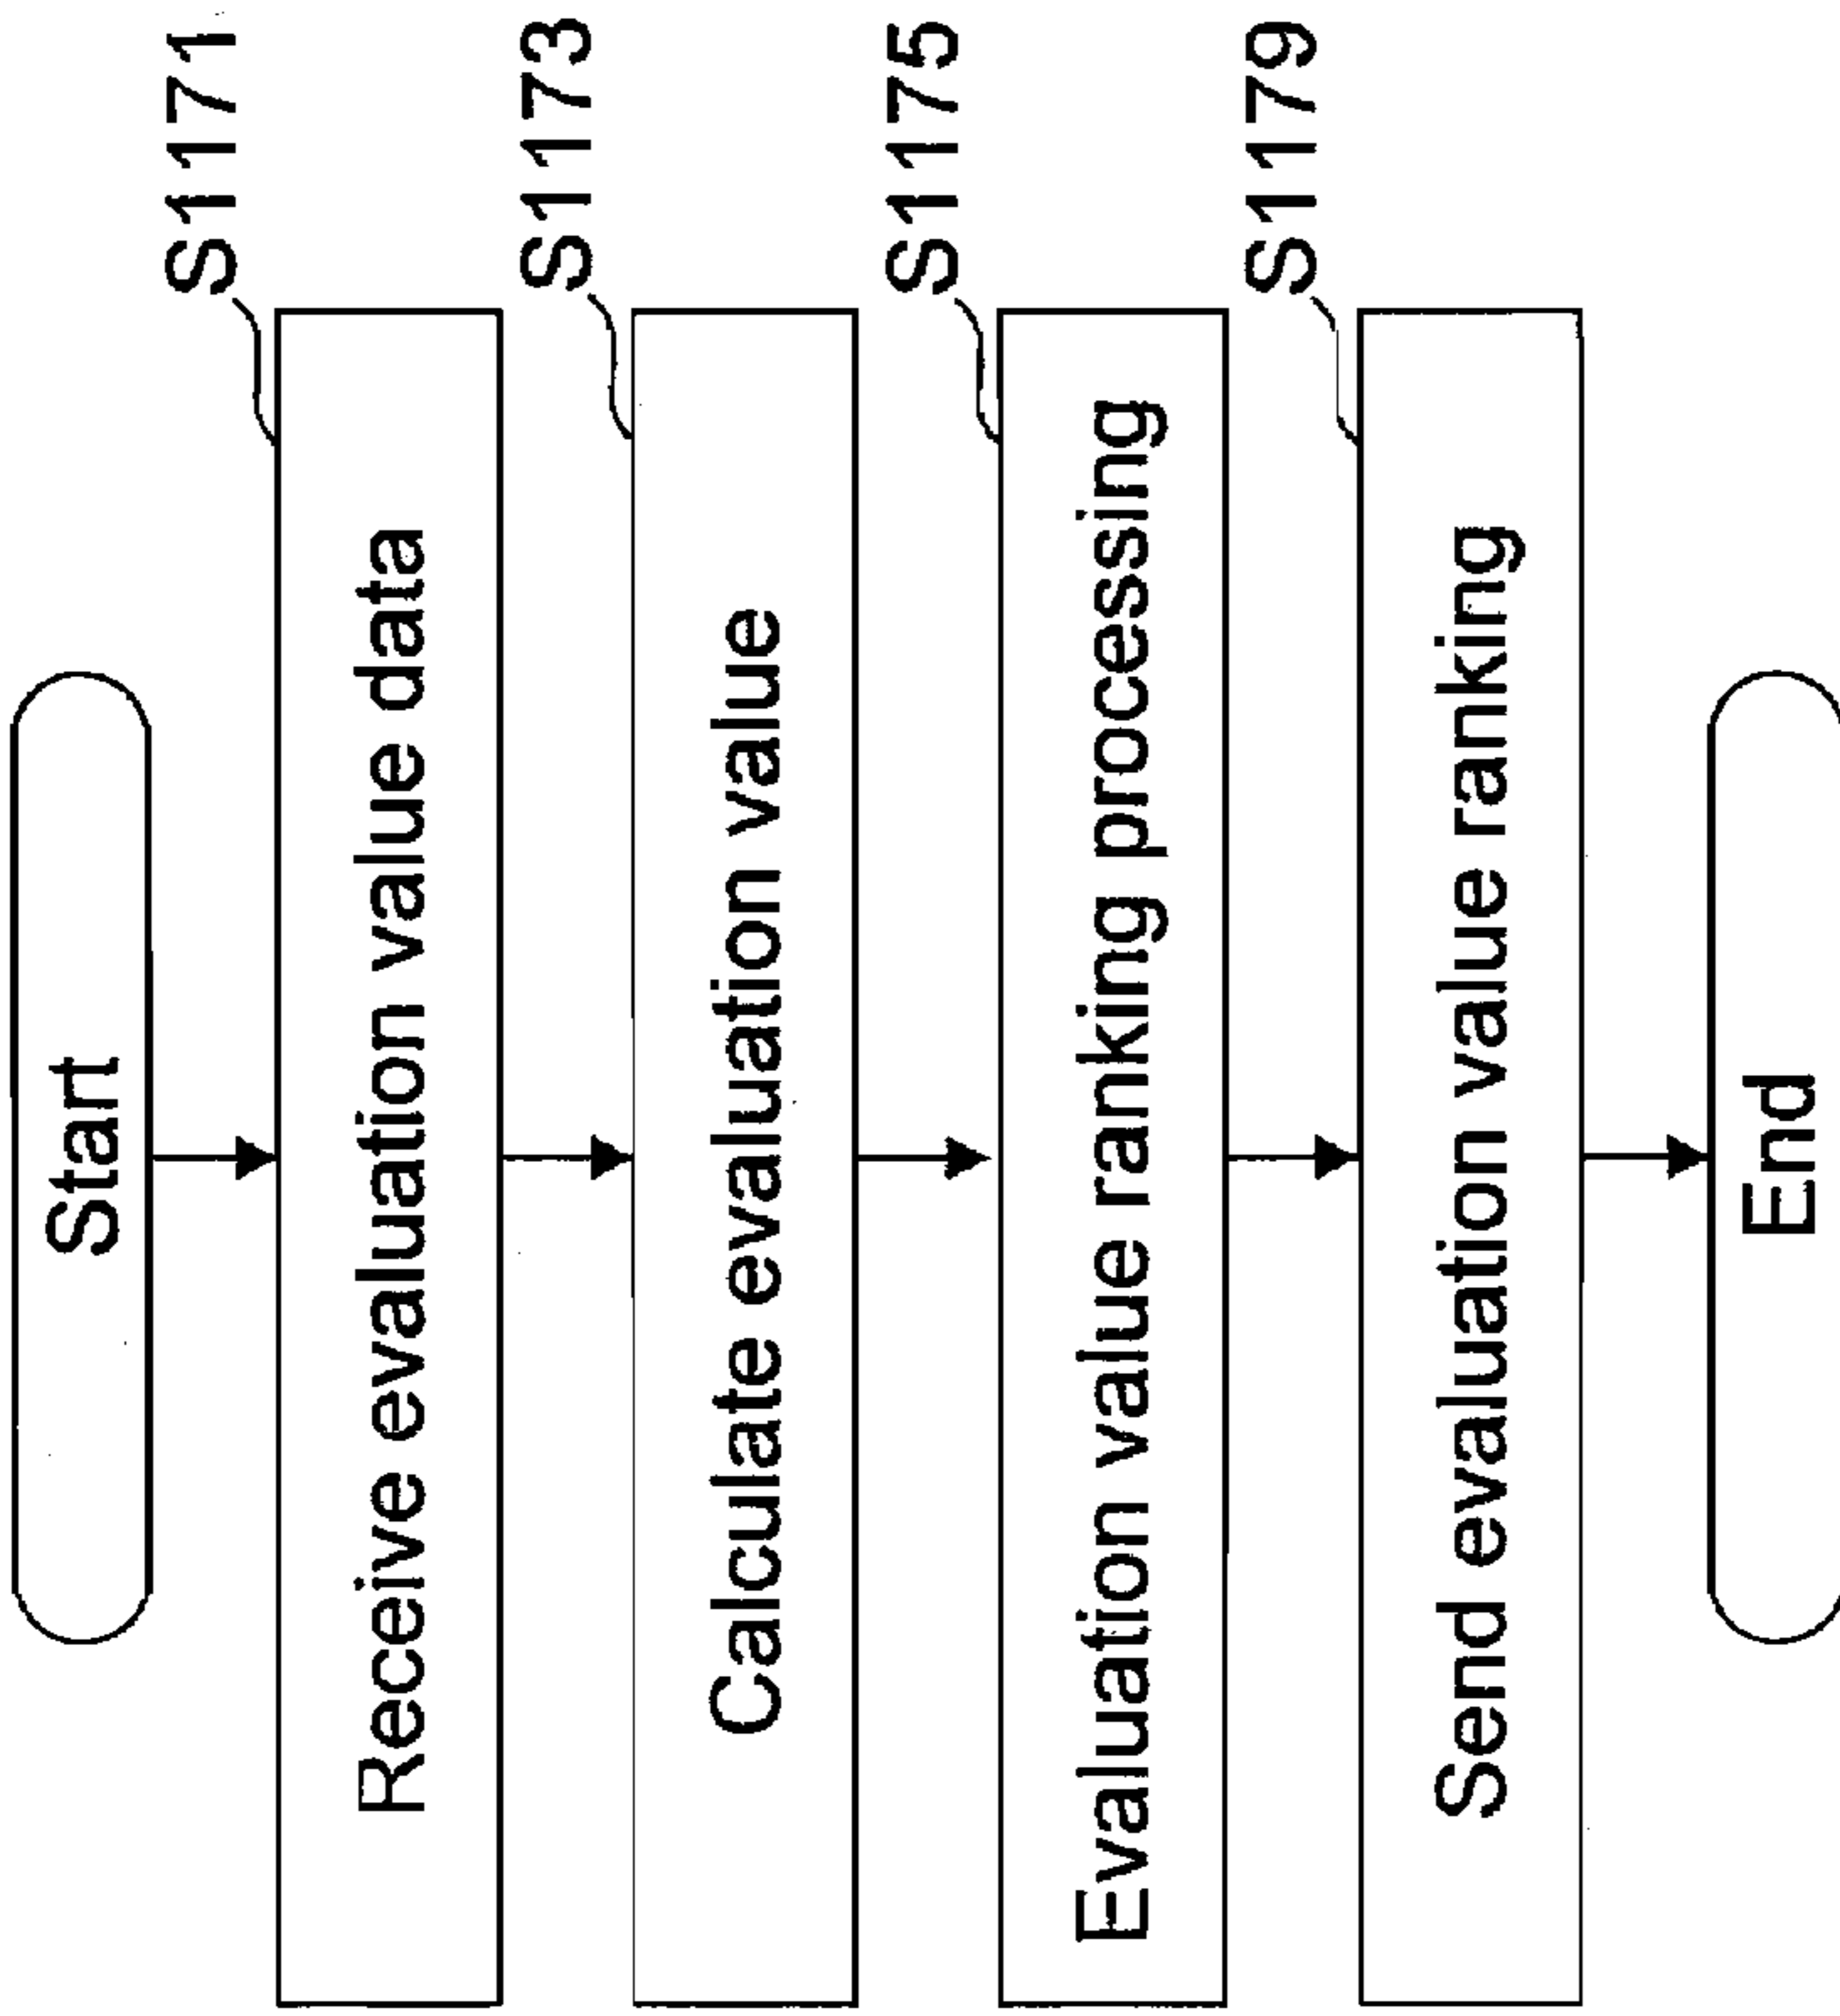 Start
S1171
Receive evaluation value data
S1173
Calculate evaluation value
S1175
Evaluation value ranking processing
S1179
Send evaluation value ranking
End